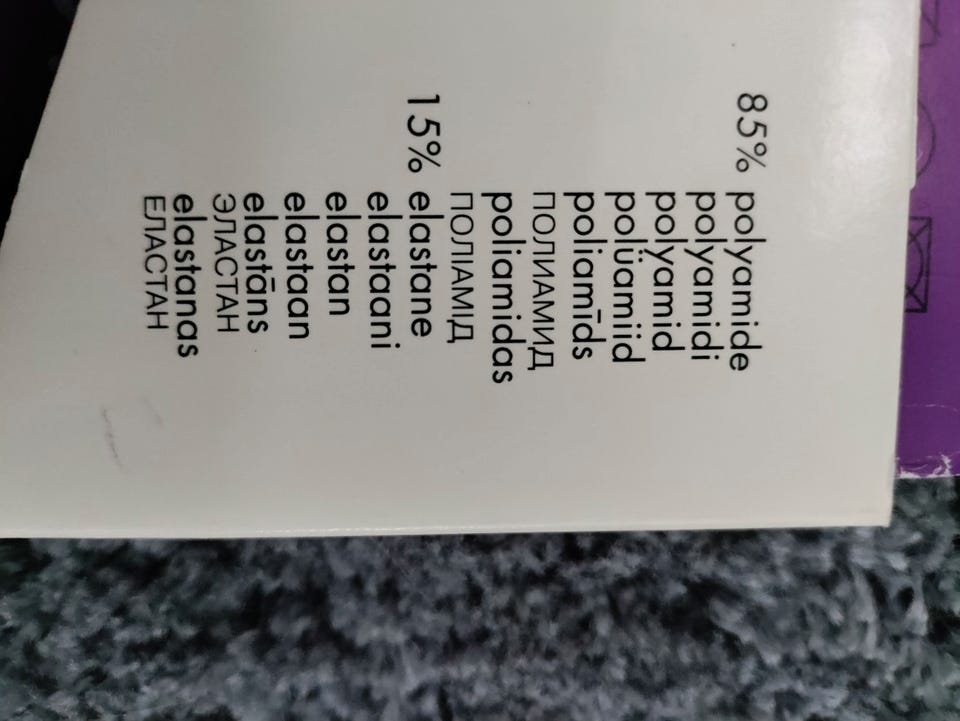 85% polyamide
polyamidi
polyamid
polüamiid
poliamīds
ПОЛИАМИД
poliamidas
ПОЛІАМІД
15% elastane
elastaani
elastan
elastaan
elastāns
ЭЛАСТАН
elastanas
ЕЛАСТАН